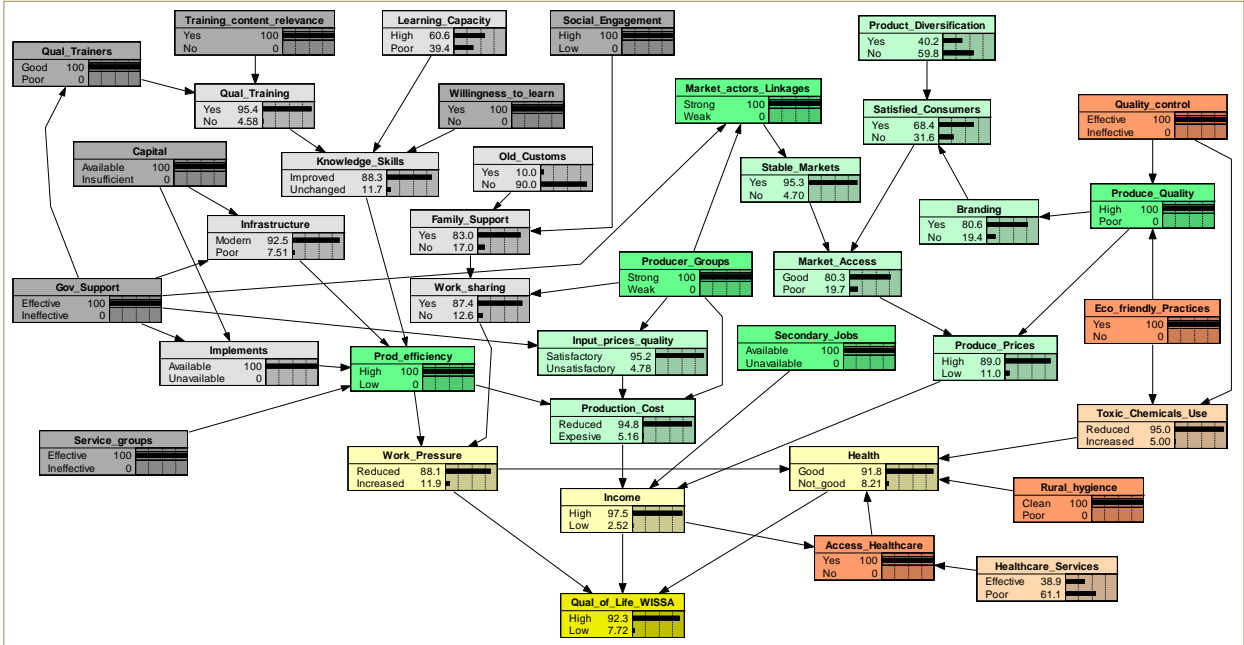 Training_content_relevance
Yes 100
No 0
Learning_Capacity
High 60.6
Poor 39.4
Social_Engagement
High 100
Low 0
Product_Diversification
Yes 40.2
No 59.8
Qual_Trainers
Good 100
Poor 0
Qual_Training
Yes 95.4
No 4.58
Willingness_to_learn
Yes 100
No 0
Market_actors_Linkages
Strong 100
Weak 0
Satisfied_Consumers
Yes 68.4
No 31.6
Quality_control
Effective 100
Ineffective 0
Capital
Available 100
Insufficient 0
Knowledge_Skills
Improved 88.3
Unchanged 11.7
Old_Customs
Yes 10.0
No 90.0
Stable_Markets
Yes 95.3
No 4.70
Produce_Quality
High 100
Poor 0
Infrastructure
Modern 92.5
Poor 7.51
Family_Support
Yes 83.0
No 17.0
Branding
Yes 80.6
No 19.4
Gov_Support
Effective 100
Ineffective 0
Work_sharing
Yes 87.4
No 12.6
Producer_Groups
Strong 100
Weak 0
Market_Access
Good 80.3
Poor 19.7
Eco_friendly_Practices
Yes 100
No 0
Implements
Available 100
Unavailable 0
Prod_efficiency
High 100
Low 0
Input_prices_quality
Satisfactory 95.2
Unsatisfactory 4.78
Secondary_Jobs
Available 100
Unavailable 0
Produce_Prices
High 89.0
Low 11.0
Service_groups
Effective 100
Ineffective 0
Production_Cost
Reduced 94.8
Expesive 5.16
Toxic_Chemicals_Use
Reduced 95.0
Increased 5.00
Work_Pressure
Reduced 88.1
Increased 11.9
Health
Good 91.8
Not_good 8.21
Income
High 97.5
Low 2.52
Rural_hygience
Clean 100
Poor 0
Access_Healthcare
Yes 100
No 0
Healthcare_Services
Effective 38.9
Poor 61.1
Qual_of_Life_WISSA
High 92.3
Low 7.72